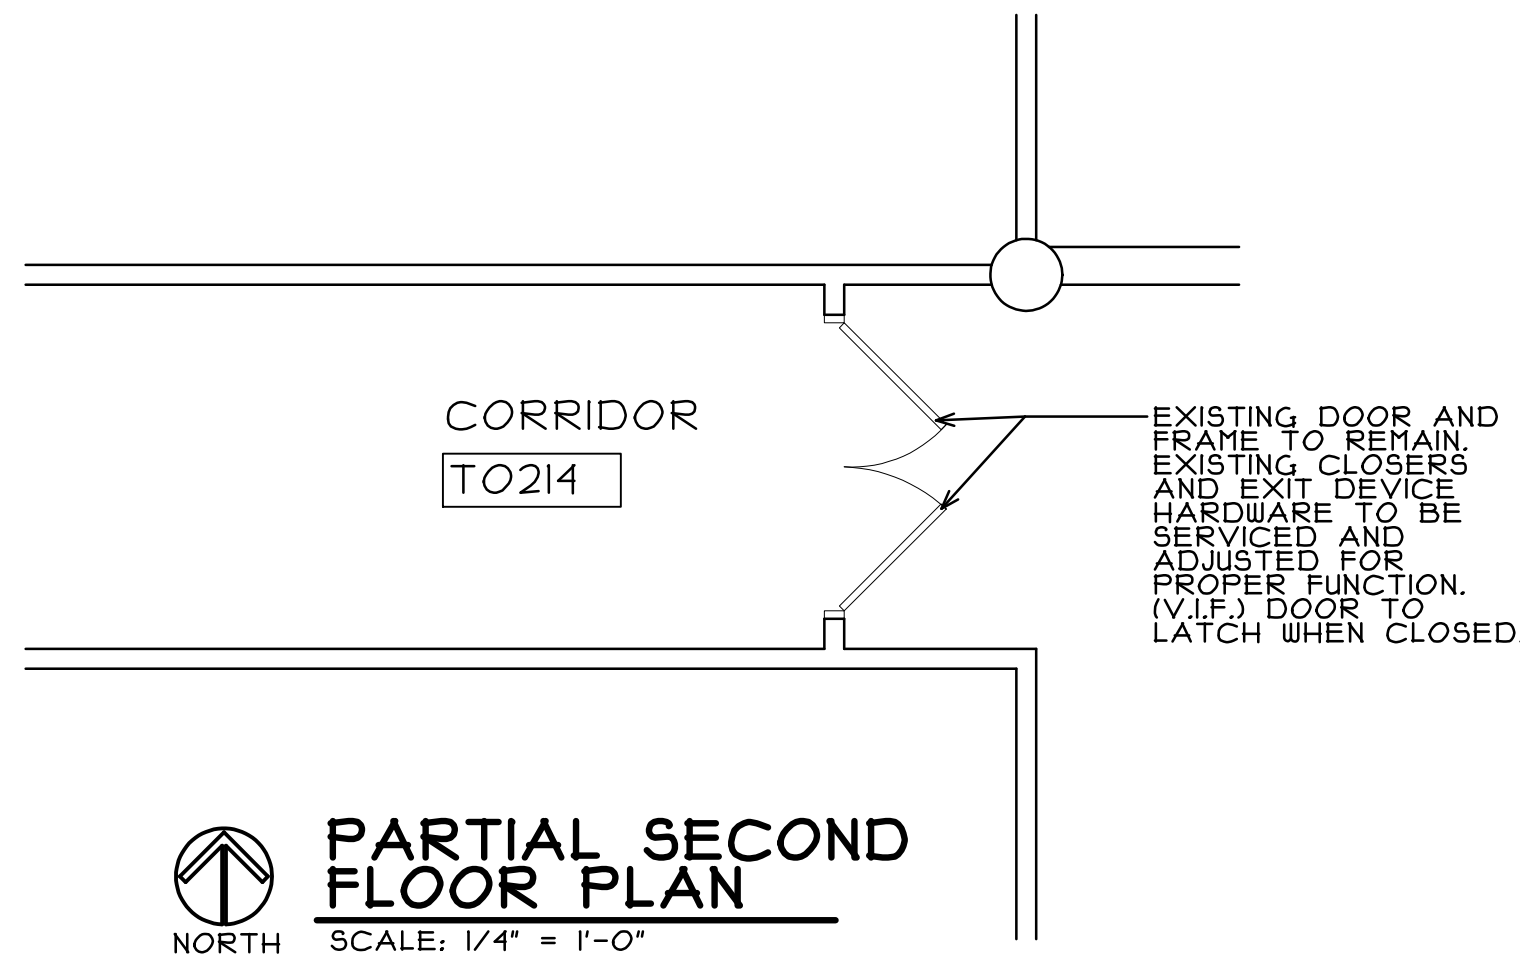 CORRIDOR
TO214
EXISTING DOOR AND
FRAME TO REMAIN.
EXISTING CLOSERS
AND EXIT DEVICE
HARDWARE TO BE
SERVICED AND
ADJUSTED FOR
PROPER FUNCTION.
(V.I.F.) DOOR TO
LATCH WHEN CLOSED.
PARTIAL SECOND
FLOOR PLAN
NORTH
SCALE: 1/4" = 1'-0"